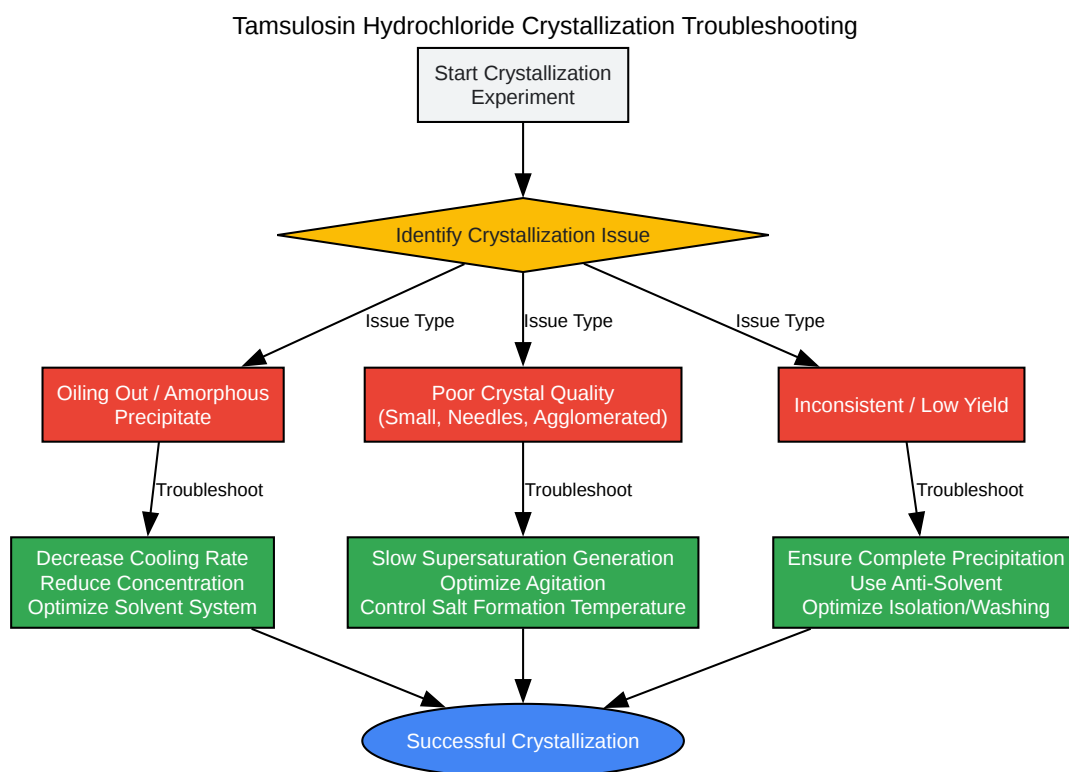 Tamsulosin Hydrochloride Crystallization Troubleshooting
Start Crystallization
Experiment
Identify Crystallization Issue
Issue Type
Issue Type
Issue Type
Oiling Out / Amorphous
Precipitate
Poor Crystal Quality
(Small, Needles, Agglomerated)
Inconsistent / Low Yield
Troubleshoot
Troubleshoot
Troubleshoot
Decrease Cooling Rate
Reduce Concentration
Optimize Solvent System
Slow Supersaturation Generation
Optimize Agitation
Control Salt Formation Temperature
Ensure Complete Precipitation
Use Anti-Solvent
Optimize Isolation/Washing
Successful Crystallization